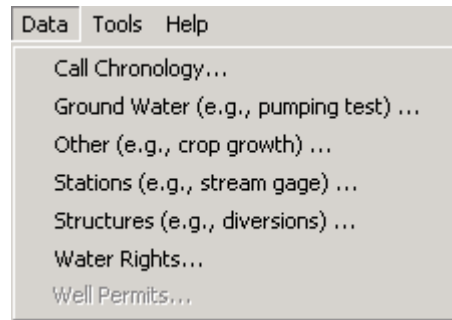 Data Tools Help
Call Chronology...
Ground Water (e.g., pumping test) ...
Other (e.g., crop growth) ...
Stations (e.g., stream gage) ...
Structures (e.g., diversions) ...
Water Rights...
Well Permits...